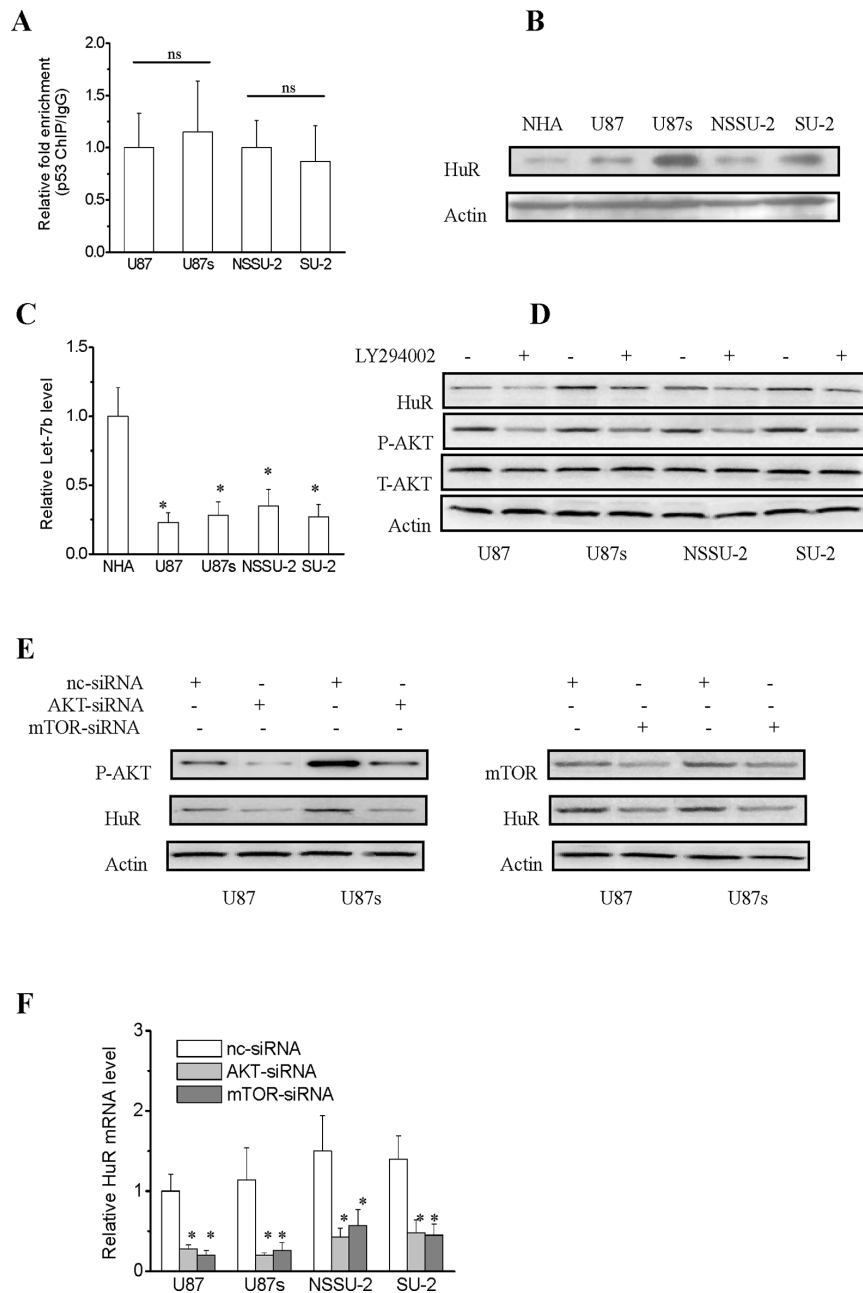 A
Relative fold enrichment
(p53 ChIP/IgG)
2.0
1.5
1.0
0.5
0.0
ns
ns
U87 U87s NSSU-2 SU-2
B
NHA U87 U87s NSSU-2 SU-2
HuR
Actin
C
Relative Let-7b level
1.5
1.0
0.5
0.0
* * * *
NHA U87 U87s NSSU-2 SU-2
D
LY294002 - + - + - + - +
HuR
P-AKT
T-AKT
Actin
U87 U87s NSSU-2 SU-2
E
nc-siRNA + - + -
AKT-siRNA - + - +
mTOR-siRNA - - - -
P-AKT
HuR
Actin
U87 U87s
+ - + -
- - - -
- + - +
mTOR
HuR
Actin
U87 U87s
F
Relative HuR mRNA level
3
2
1
0
nc-siRNA
AKT-siRNA
mTOR-siRNA
* * * * * * * *
U87 U87s NSSU-2 SU-2